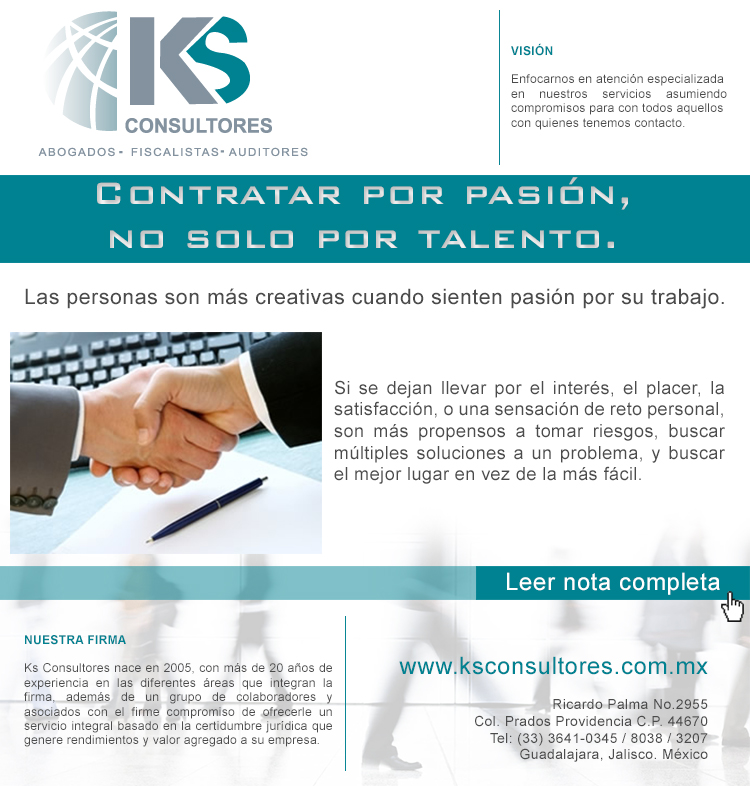 KS
CONSULTORES
ABOGADOS• FISCALISTAS• AUDITORES
VISIÓN
Enfocarnos en atención especializada
en nuestros servicios asumiendo
compromisos para con todos aquellos
con quienes tenemos contacto.
CONTRATAR POR PASIÓN,
NO SOLO POR TALENTO.
Las personas son más creativas cuando sienten pasión por su trabajo.
Si se dejan llevar por el interés, el placer, la
satisfacción, o una sensación de reto personal,
son más propensos a tomar riesgos, buscar
múltiples soluciones a un problema, y buscar
el mejor lugar en vez de la más fácil.
Leer nota completa
NUESTRA FIRMA
Ks Consultores nace en 2005, con más de 20 años de
experiencia en las diferentes áreas que integran la
firma, además de un grupo de colaboradores y
asociados con el firme compromiso de ofrecerle un
servicio integral basado en la certidumbre jurídica que
genere rendimientos y valor agregado a su empresa.
www.ksconsultores.com.mx
Ricardo Palma No.2955
Col. Prados Providencia C.P. 44670
Tel: (33) 3641-0345 / 8038 / 3207
Guadalajara, Jalisco. México